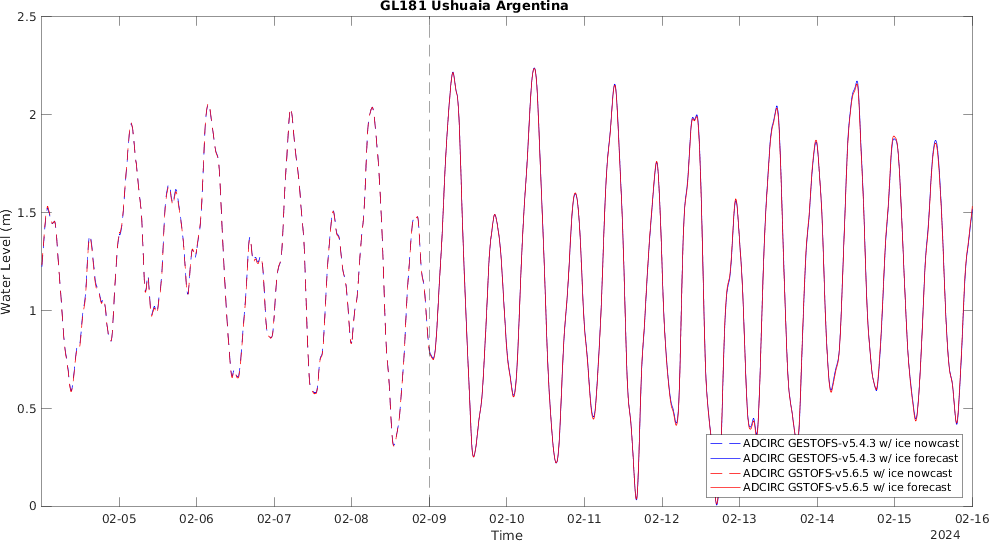 GL181 Ushuaia Argentina
2.5
2
1.5
1
0.5
0
Water Level (m)
02-05 02-06 02-07 02-08 02-09 02-10 02-11 02-12 02-13 02-14 02-15 02-16
Time
2024
ADCIRC GESTOFS-v5.4.3 w/ ice nowcast
ADCIRC GESTOFS-v5.4.3 w/ ice forecast
ADCIRC GSTOFS-v5.6.5 w/ ice nowcast
ADCIRC GSTOFS-v5.6.5 w/ ice forecast